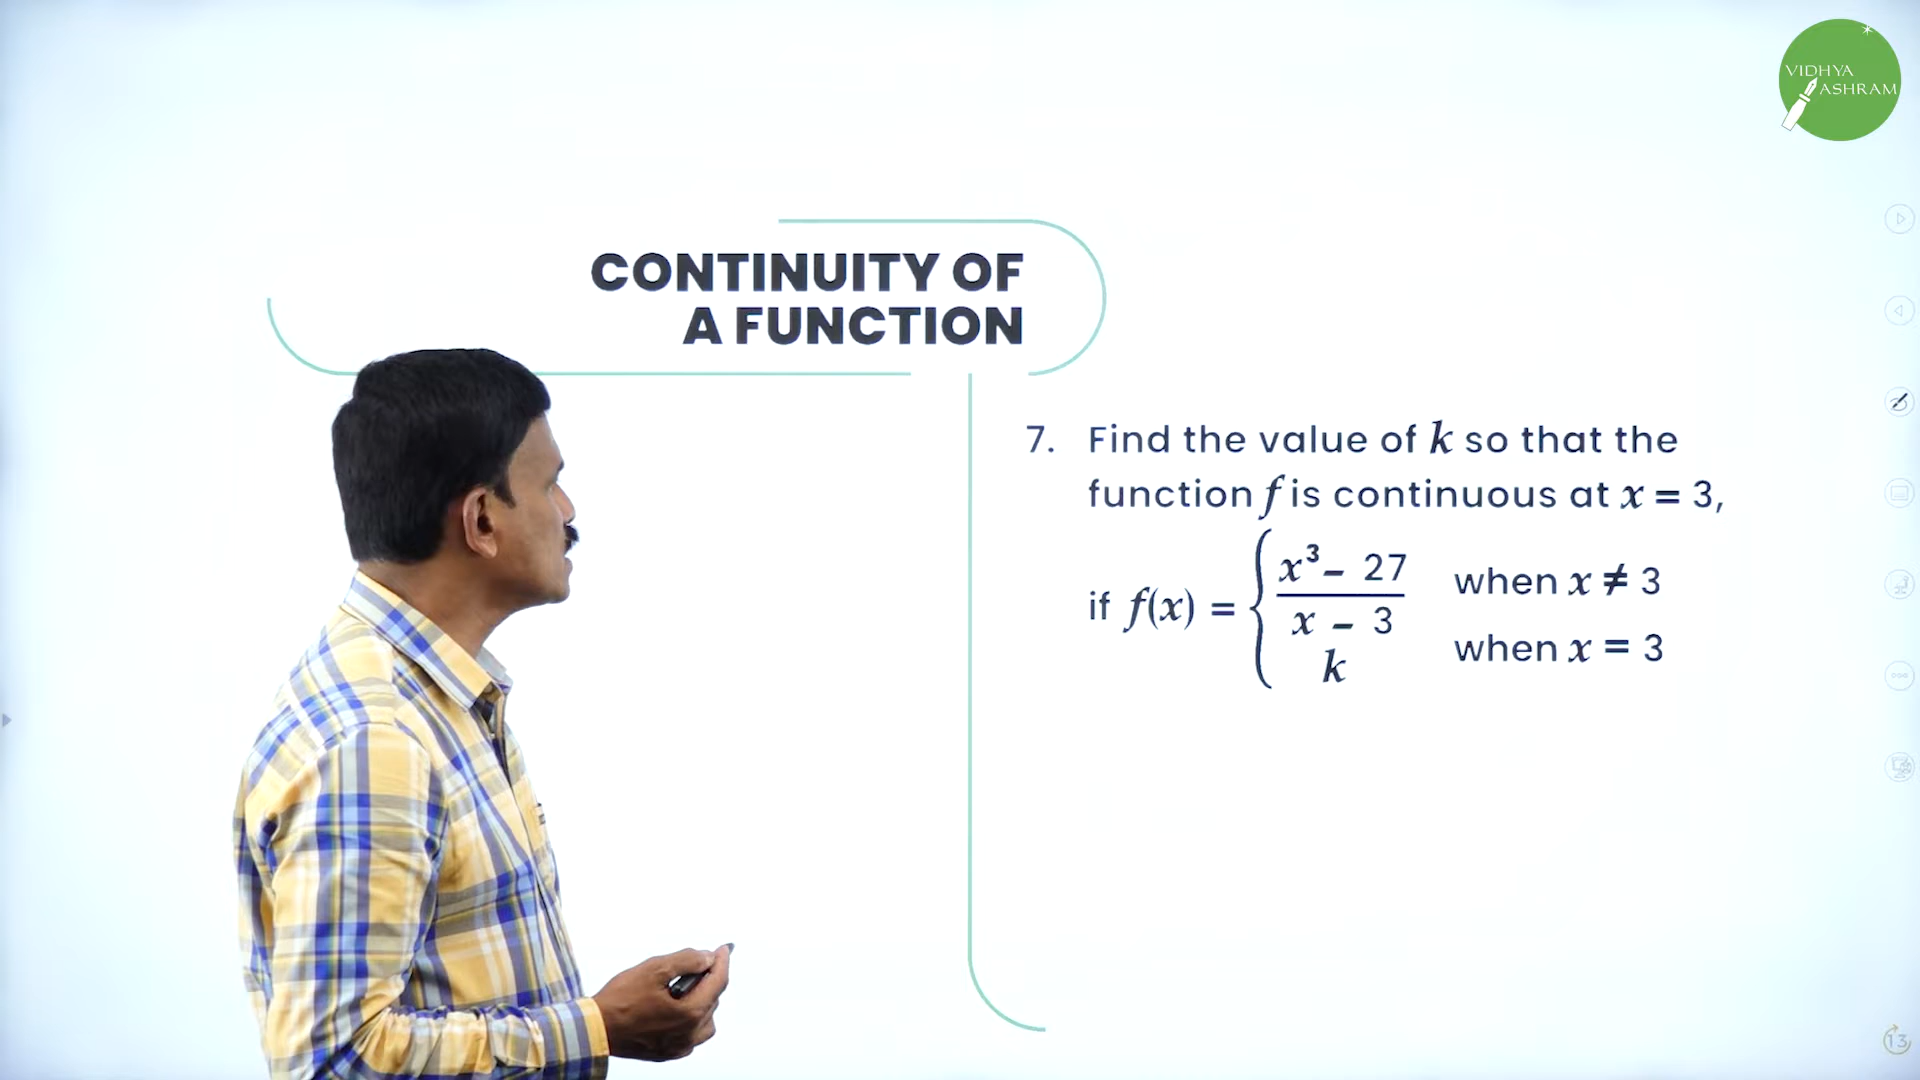 VIDHYA
ASHRAM
CONTINUITY OF
A FUNCTION
7. Find the value of k so that the
function f is continuous at x = 3,
if f(x) = { (x³ – 27)/(x – 3) when x ≠ 3
k when x = 3
13